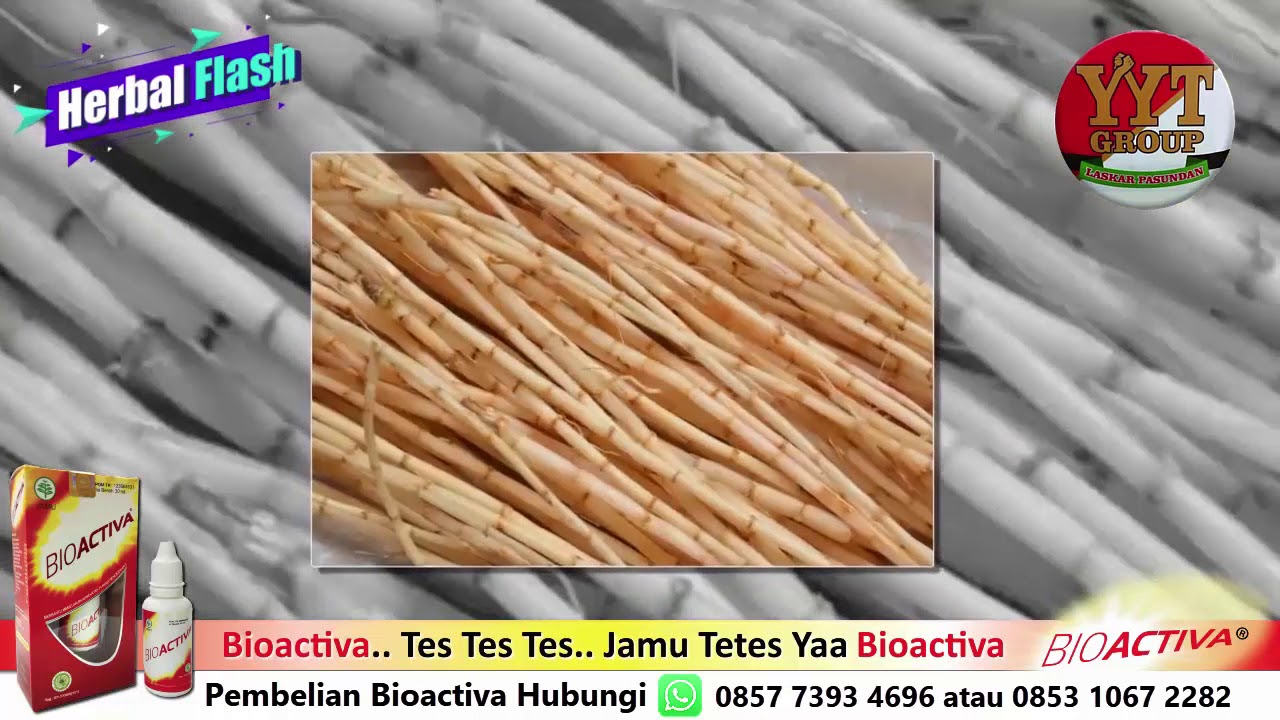 Herbal Flash
YYT
GROUP
LASKAR PASUNDAN
BIOACTIVA
BIOACTIVA
Bioactiva.. Tes Tes Tes.. Jamu Tetes Yaa Bioactiva
BIOACTIVA®
Pembelian Bioactiva Hubungi 0857 7393 4696 atau 0853 1067 2282